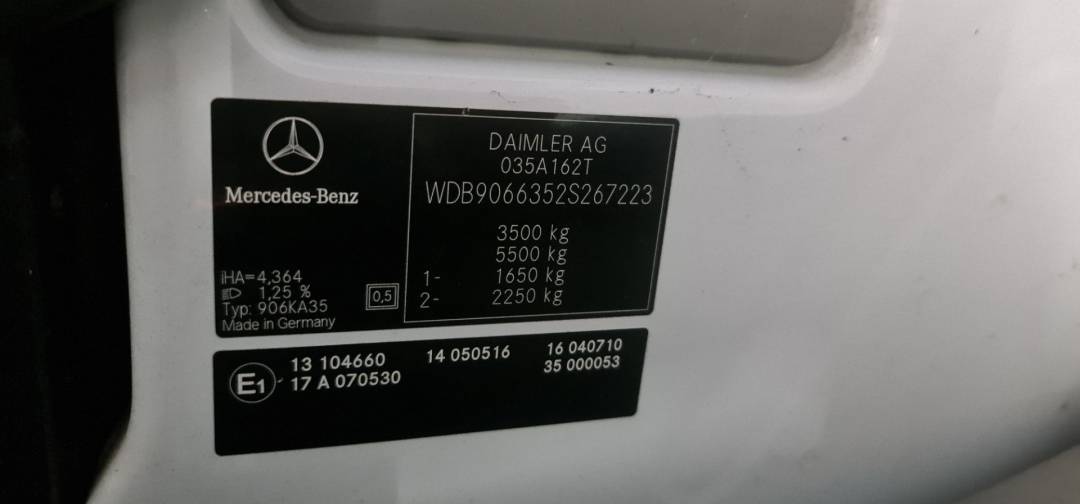 Mercedes-Benz
iHA=4,364
1,25 %
Typ: 906KA35
Made in Germany
0,5
DAIMLER AG
035A162T
WDB9066352S267223
3500 kg
5500 kg
1- 1650 kg
2- 2250 kg
E1 - 13 104660 14 050516 16 040710
17 A 070530 35 000053